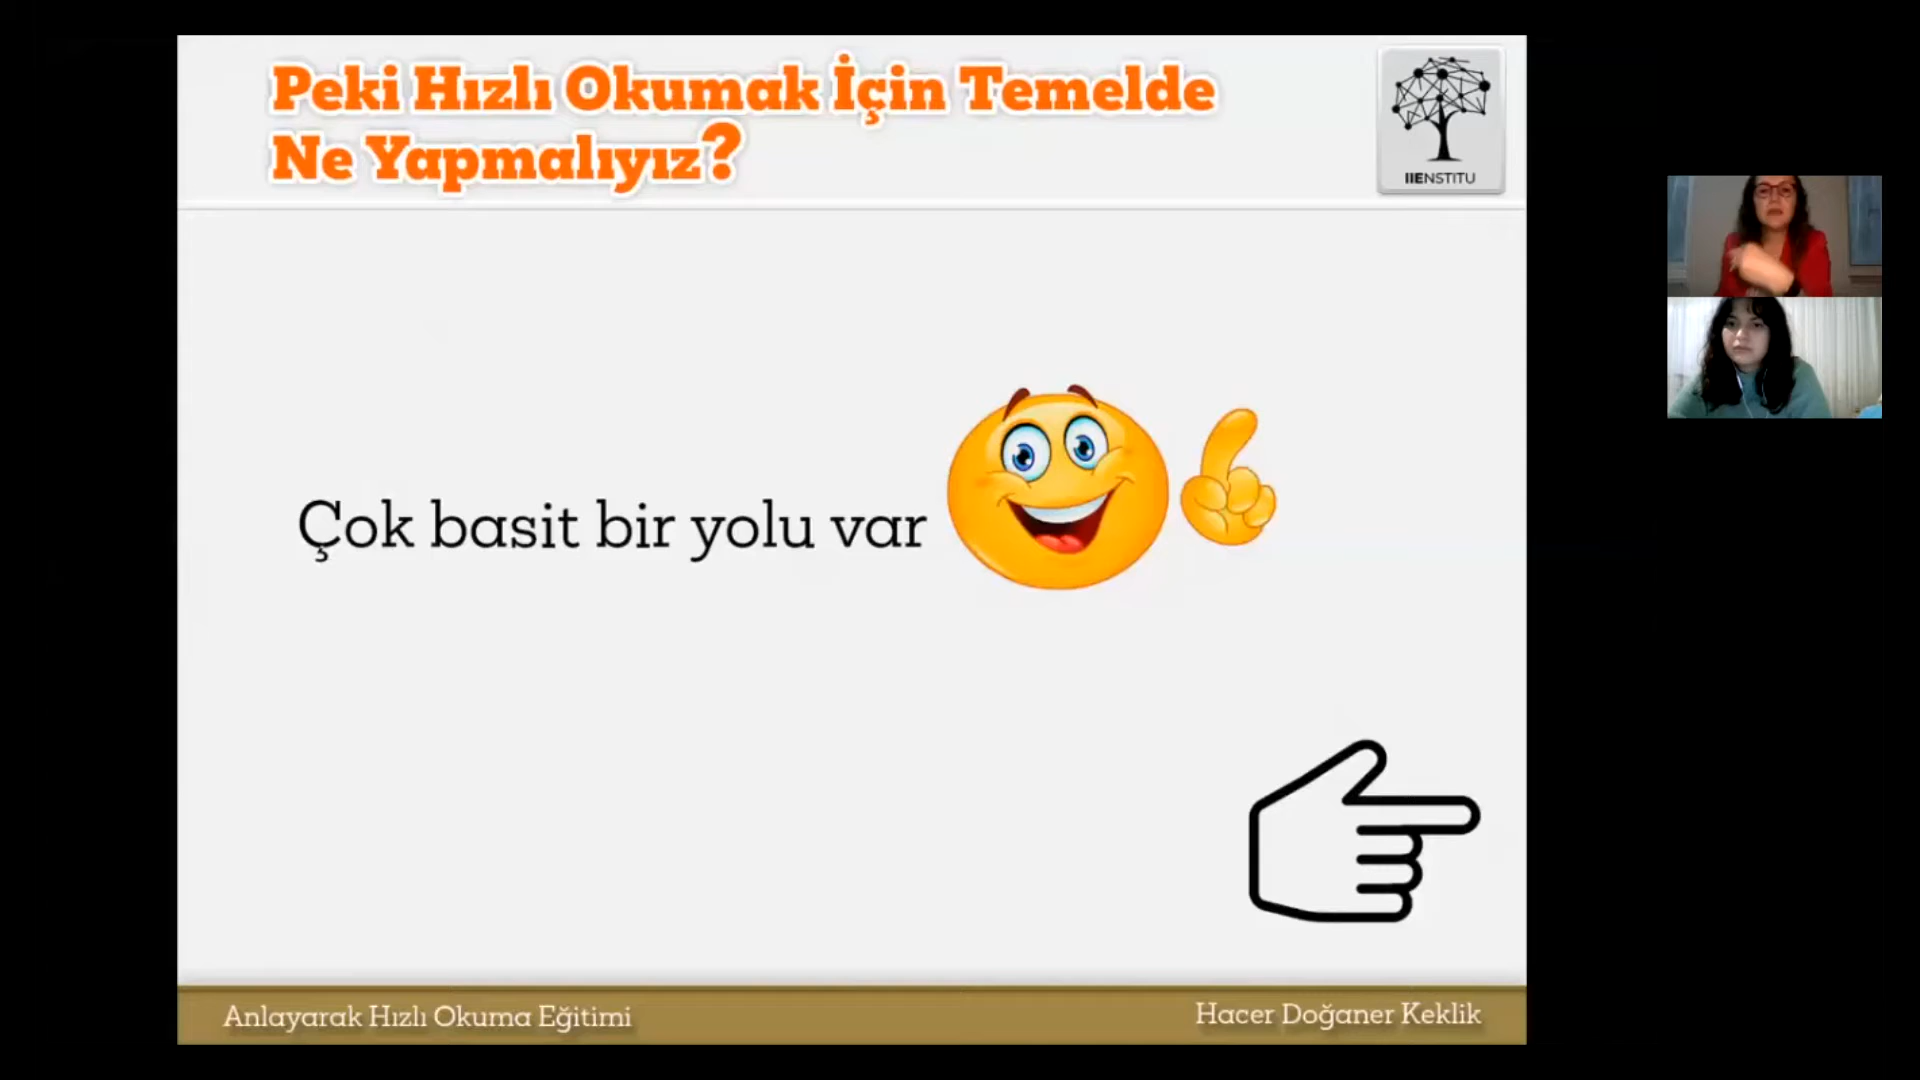 Peki Hızlı Okumak İçin Temelde
Ne Yapmalıyız?
IIENSTITU
Çok basit bir yolu var
Anlayarak Hızlı Okuma Eğitimi
Hacer Doğaner Keklik